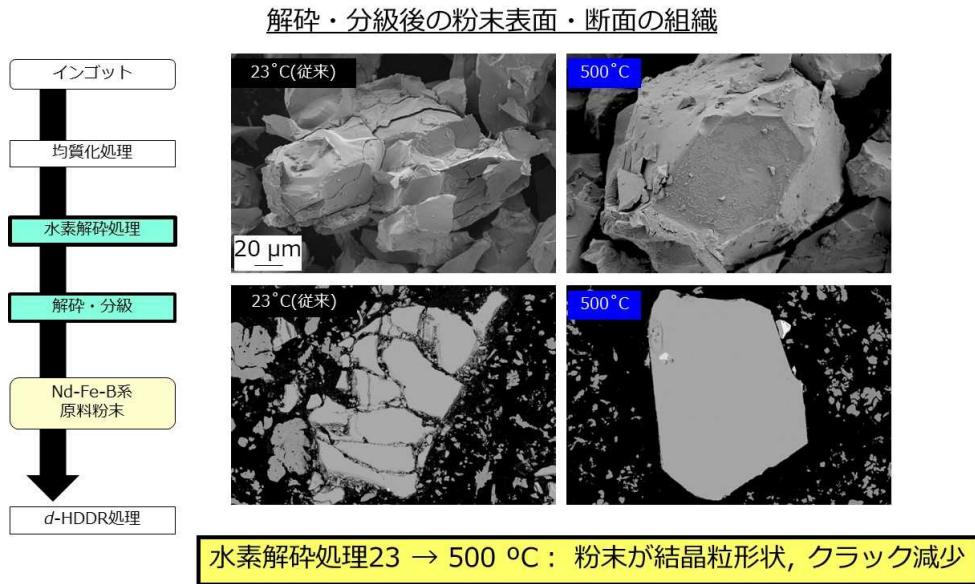 解砕・分級後の粉末表面・断面の組織
インゴット
均質化処理
水素解砕処理
解砕・分級
Nd-Fe-B系
原料粉末
d-HDDR処理
23˚C(従来)
500˚C
20 μm
23˚C(従来)
500˚C
水素解砕処理23 → 500 ºC： 粉末が結晶粒形状, クラック減少